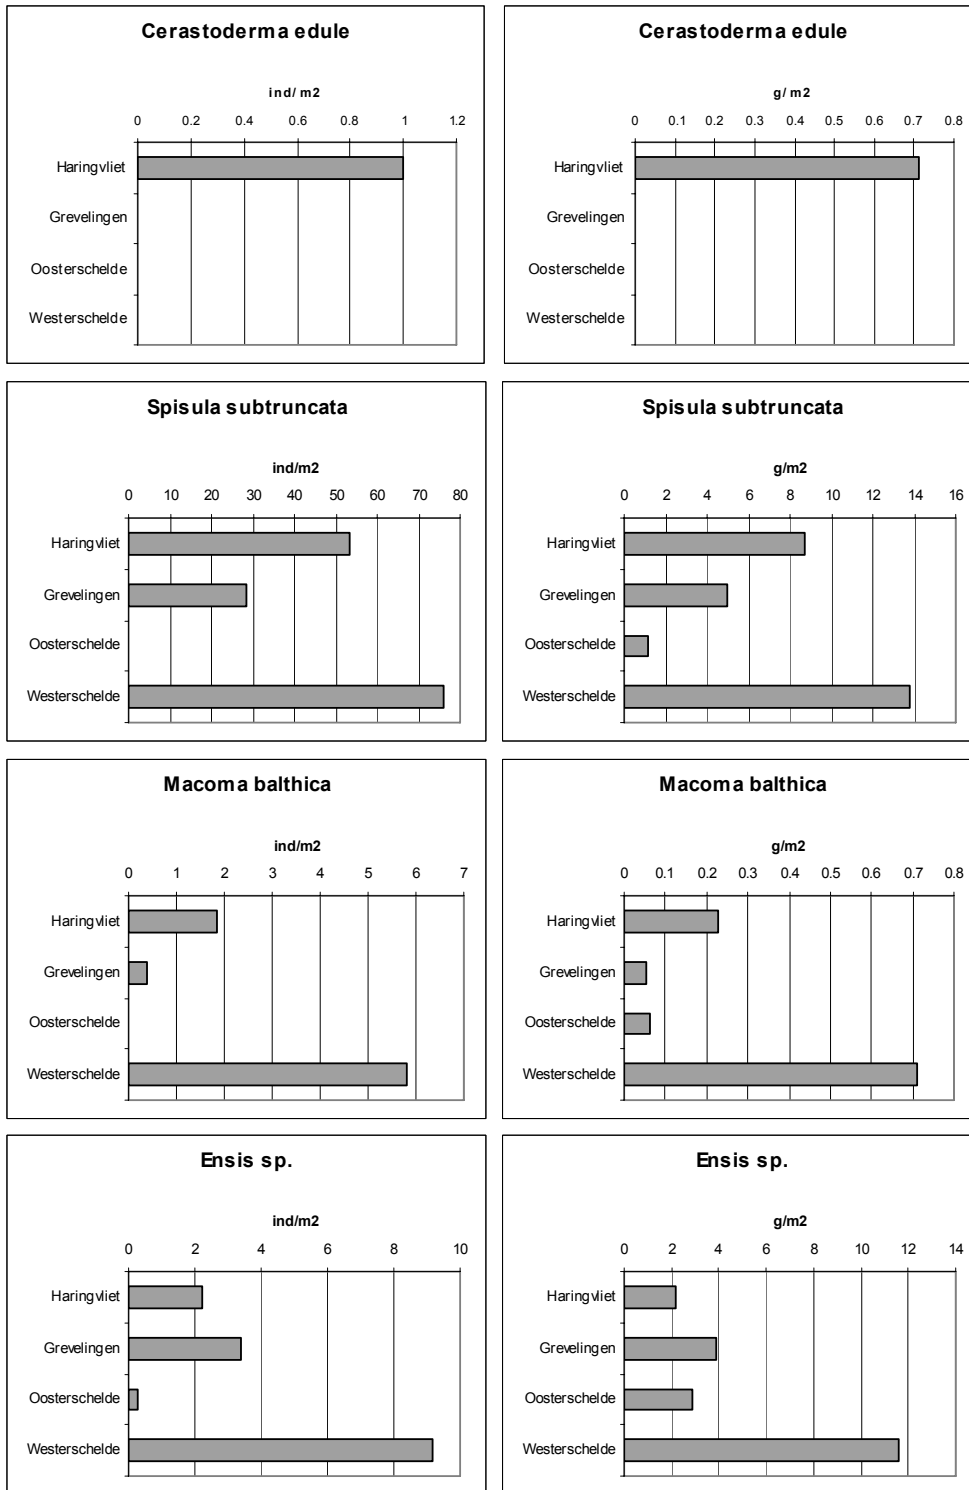 Cerastoderma edule
ind/ m2
0 0.2 0.4 0.6 0.8 1 1.2
Haringvliet
Grevelingen
Oosterschelde
Westerschelde
Cerastoderma edule
g/ m2
0 0.1 0.2 0.3 0.4 0.5 0.6 0.7 0.8
Haringvliet
Grevelingen
Oosterschelde
Westerschelde
Spisula subtruncata
ind/m2
0 10 20 30 40 50 60 70 80
Haringvliet
Grevelingen
Oosterschelde
Westerschelde
Spisula subtruncata
g/m2
0 2 4 6 8 10 12 14 16
Haringvliet
Grevelingen
Oosterschelde
Westerschelde
Macoma balthica
ind/m2
0 1 2 3 4 5 6 7
Haringvliet
Grevelingen
Oosterschelde
Westerschelde
Macoma balthica
g/m2
0 0.1 0.2 0.3 0.4 0.5 0.6 0.7 0.8
Haringvliet
Grevelingen
Oosterschelde
Westerschelde
Ensis sp.
ind/m2
0 2 4 6 8 10
Haringvliet
Grevelingen
Oosterschelde
Westerschelde
Ensis sp.
g/m2
0 2 4 6 8 10 12 14
Haringvliet
Grevelingen
Oosterschelde
Westerschelde